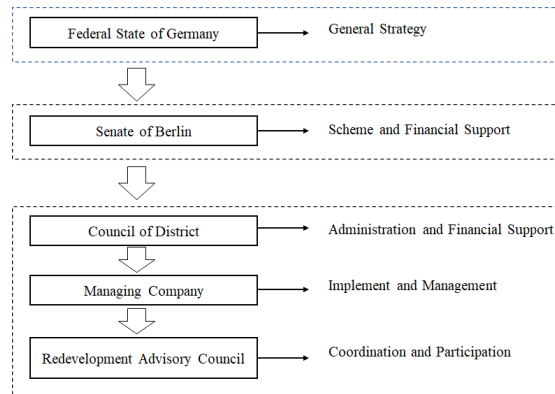 Federal State of Germany
General Strategy
Senate of Berlin
Scheme and Financial Support
Council of District
Administration and Financial Support
Managing Company
Implement and Management
Redevelopment Advisory Council
Coordination and Participation